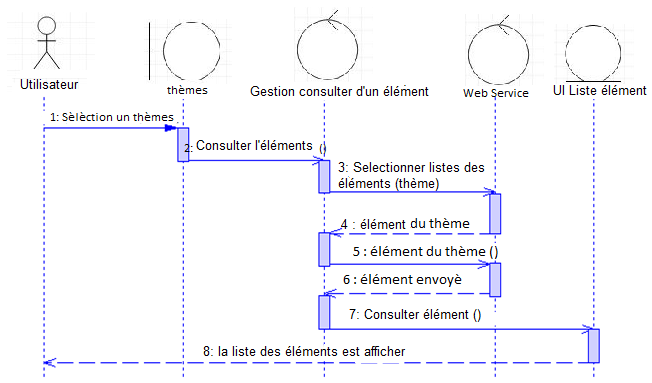 Utilisateur
thèmes
Gestion consulter d'un élément
Web Service
UI Liste élément
1: Sèlèction un thèmes
2: Consulter l'éléments ()
3: Selectionner listes des
éléments (thème)
4 : élément du thème
5 : élément du thème ()
6 : élément envoyè
7: Consulter élément ()
8: la liste des éléments est afficher